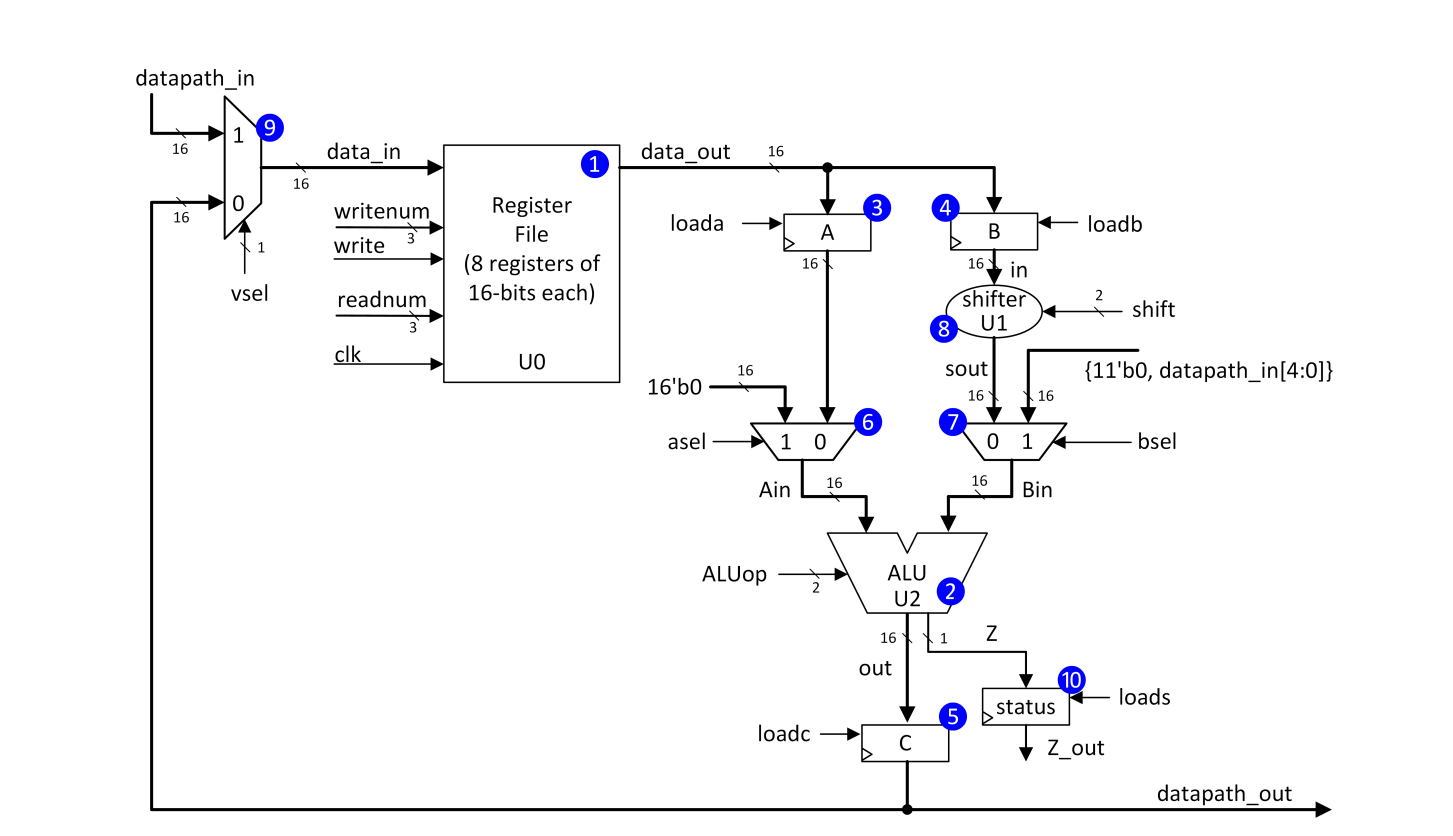 datapath_in
1
9
16
data_in
16
0
16
1
vsel
1
Register
File
(8 registers of
16-bits each)
U0
writenum
3
write
readnum
3
clk
data_out
16
3
loada
A
16
4
B
loadb
16
in
shifter
U1
8
2
shift
sout
{11'b0, datapath_in[4:0]}
16
16
16'b0
16
6
asel
1 0
7
0 1
bsel
Ain
16
16
Bin
ALUop
2
ALU
U2
2
16
1
Z
out
10
status
loads
Z_out
5
loadc
C
datapath_out